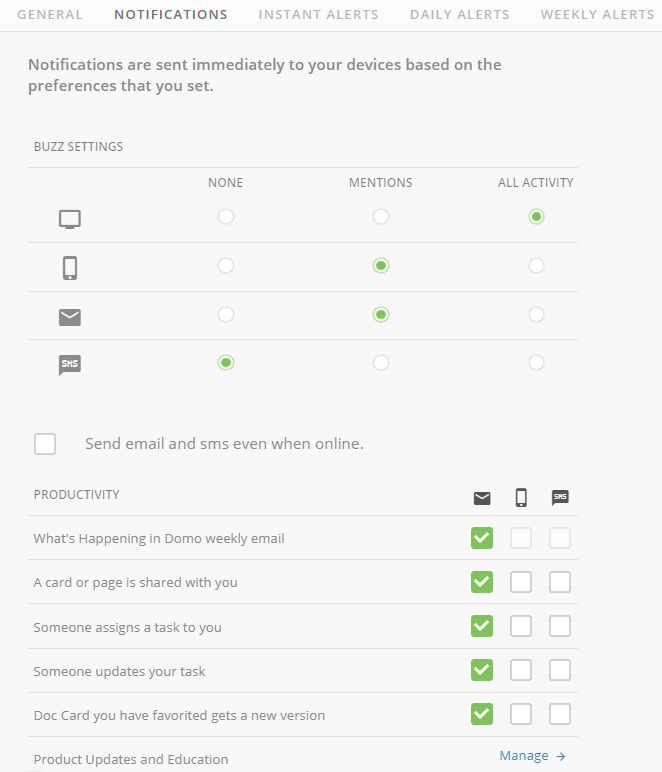 GENERAL NOTIFICATIONS INSTANT ALERTS DAILY ALERTS WEEKLY ALERTS
Notifications are sent immediately to your devices based on the
preferences that you set.
BUZZ SETTINGS
NONE MENTIONS ALL ACTIVITY
SMS
Send email and sms even when online.
PRODUCTIVITY SMS
What's Happening in Domo weekly email
A card or page is shared with you
Someone assigns a task to you
Someone updates your task
Doc Card you have favorited gets a new version
Product Updates and Education Manage →